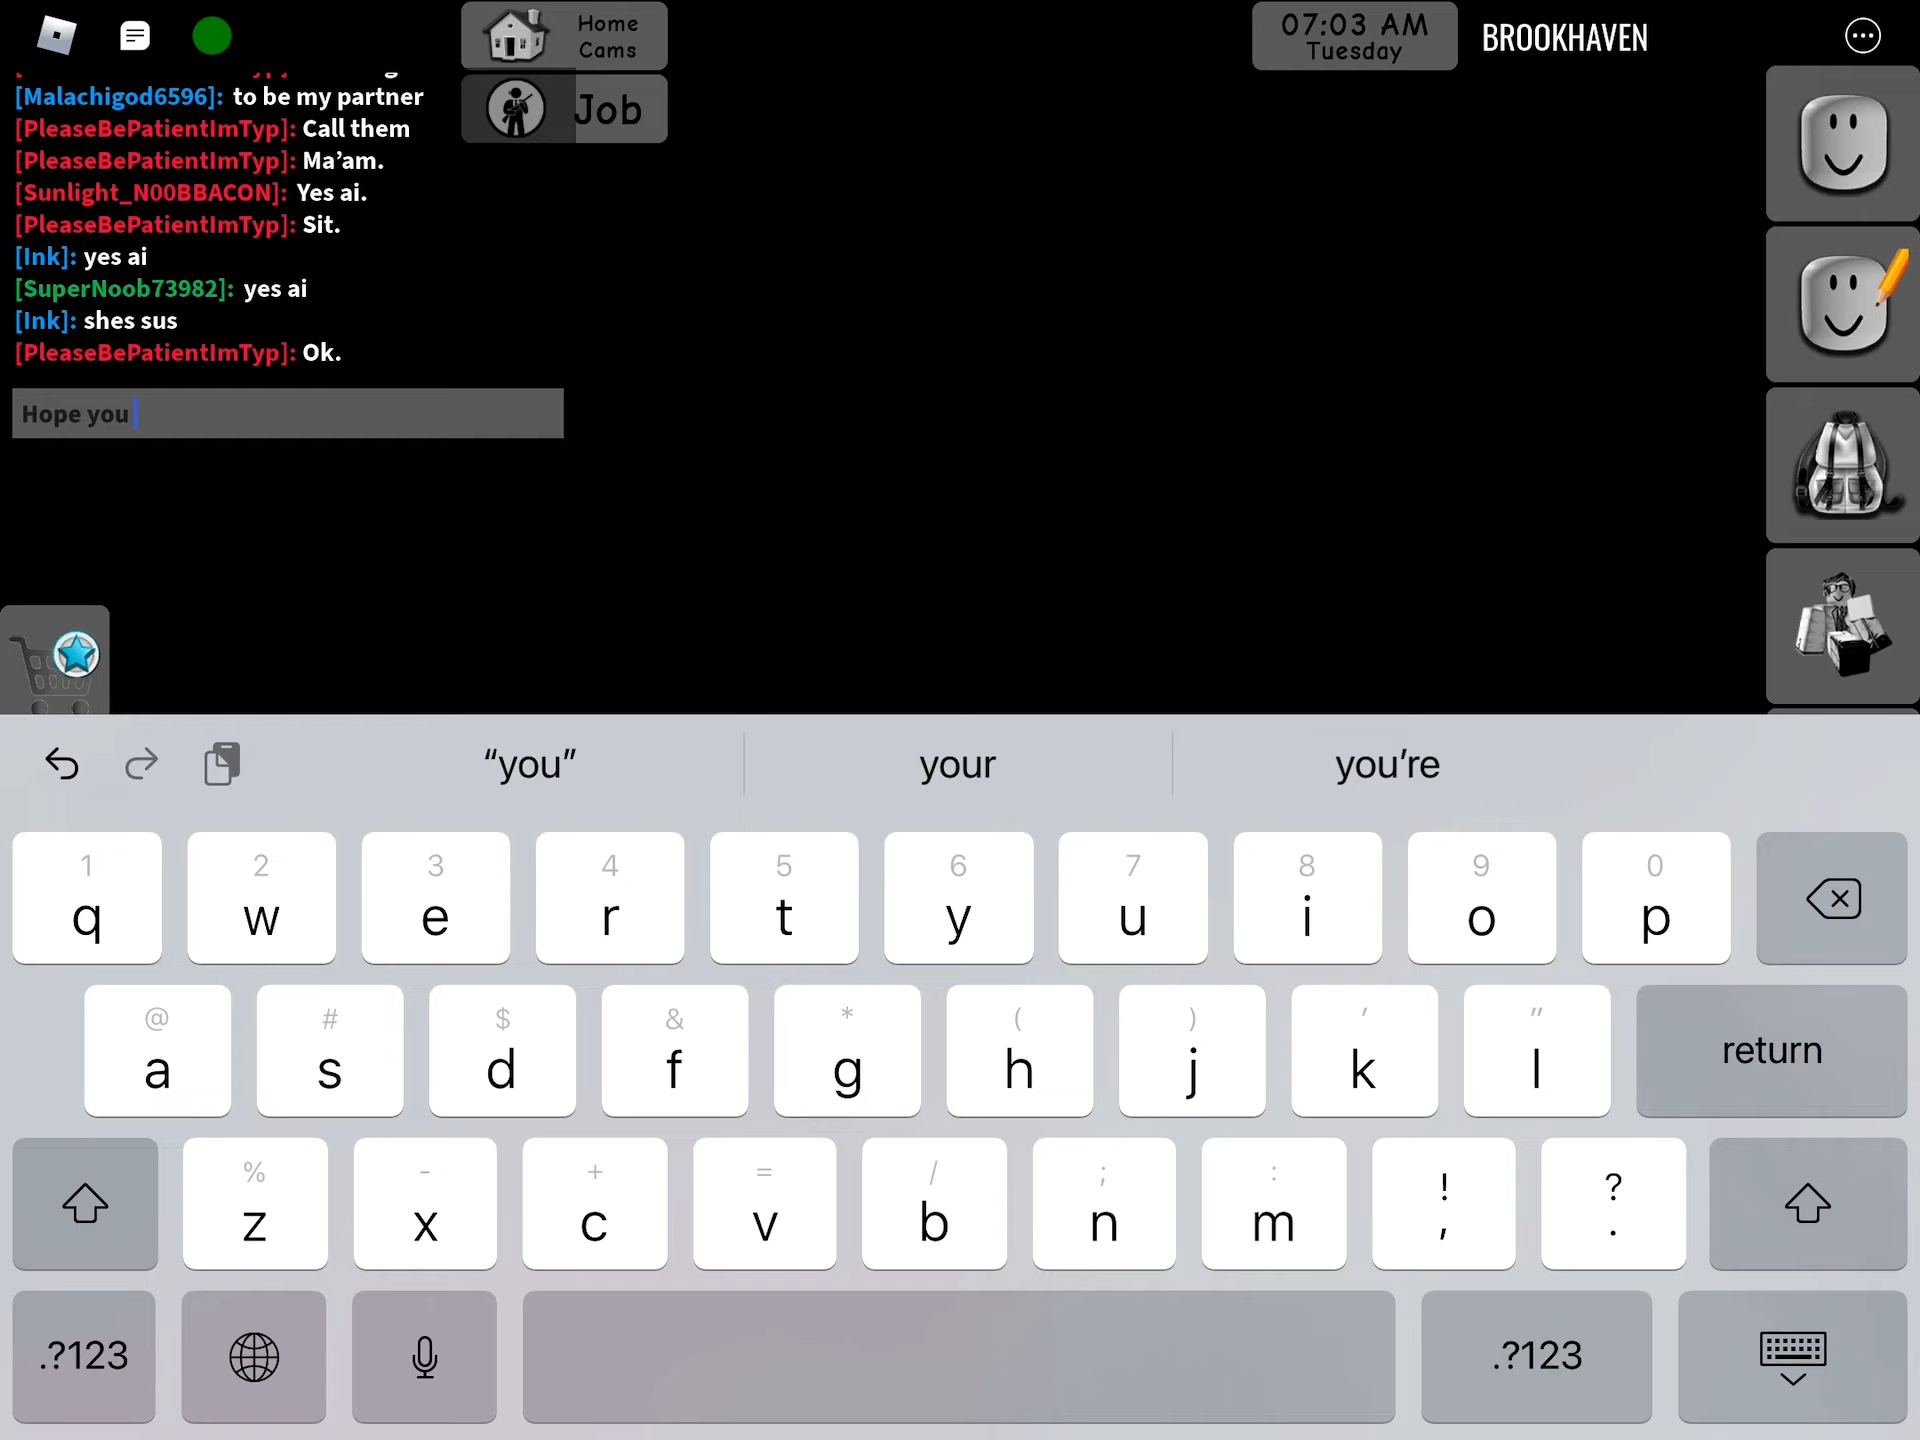 Home
Cams
07:03 AM
Tuesday
BROOKHAVEN
[Malachigod6596]: to be my partner
Job
[PleaseBePatientImTyp]: Call them
[PleaseBePatientImTyp]: Ma’am.
[Sunlight_N00BBACON]: Yes ai.
[PleaseBePatientImTyp]: Sit.
[Ink]: yes ai
[SuperNoob73982]: yes ai
[Ink]: shes sus
[PleaseBePatientImTyp]: Ok.
Hope you
“you” your you’re
1 2 3 4 5 6 7 8 9 0
q w e r t y u i o p
@ # $ & * ( ) ' "
a s d f g h j k l return
% - + = / ; : ! ?
z x c v b n m , .
.?123 .?123